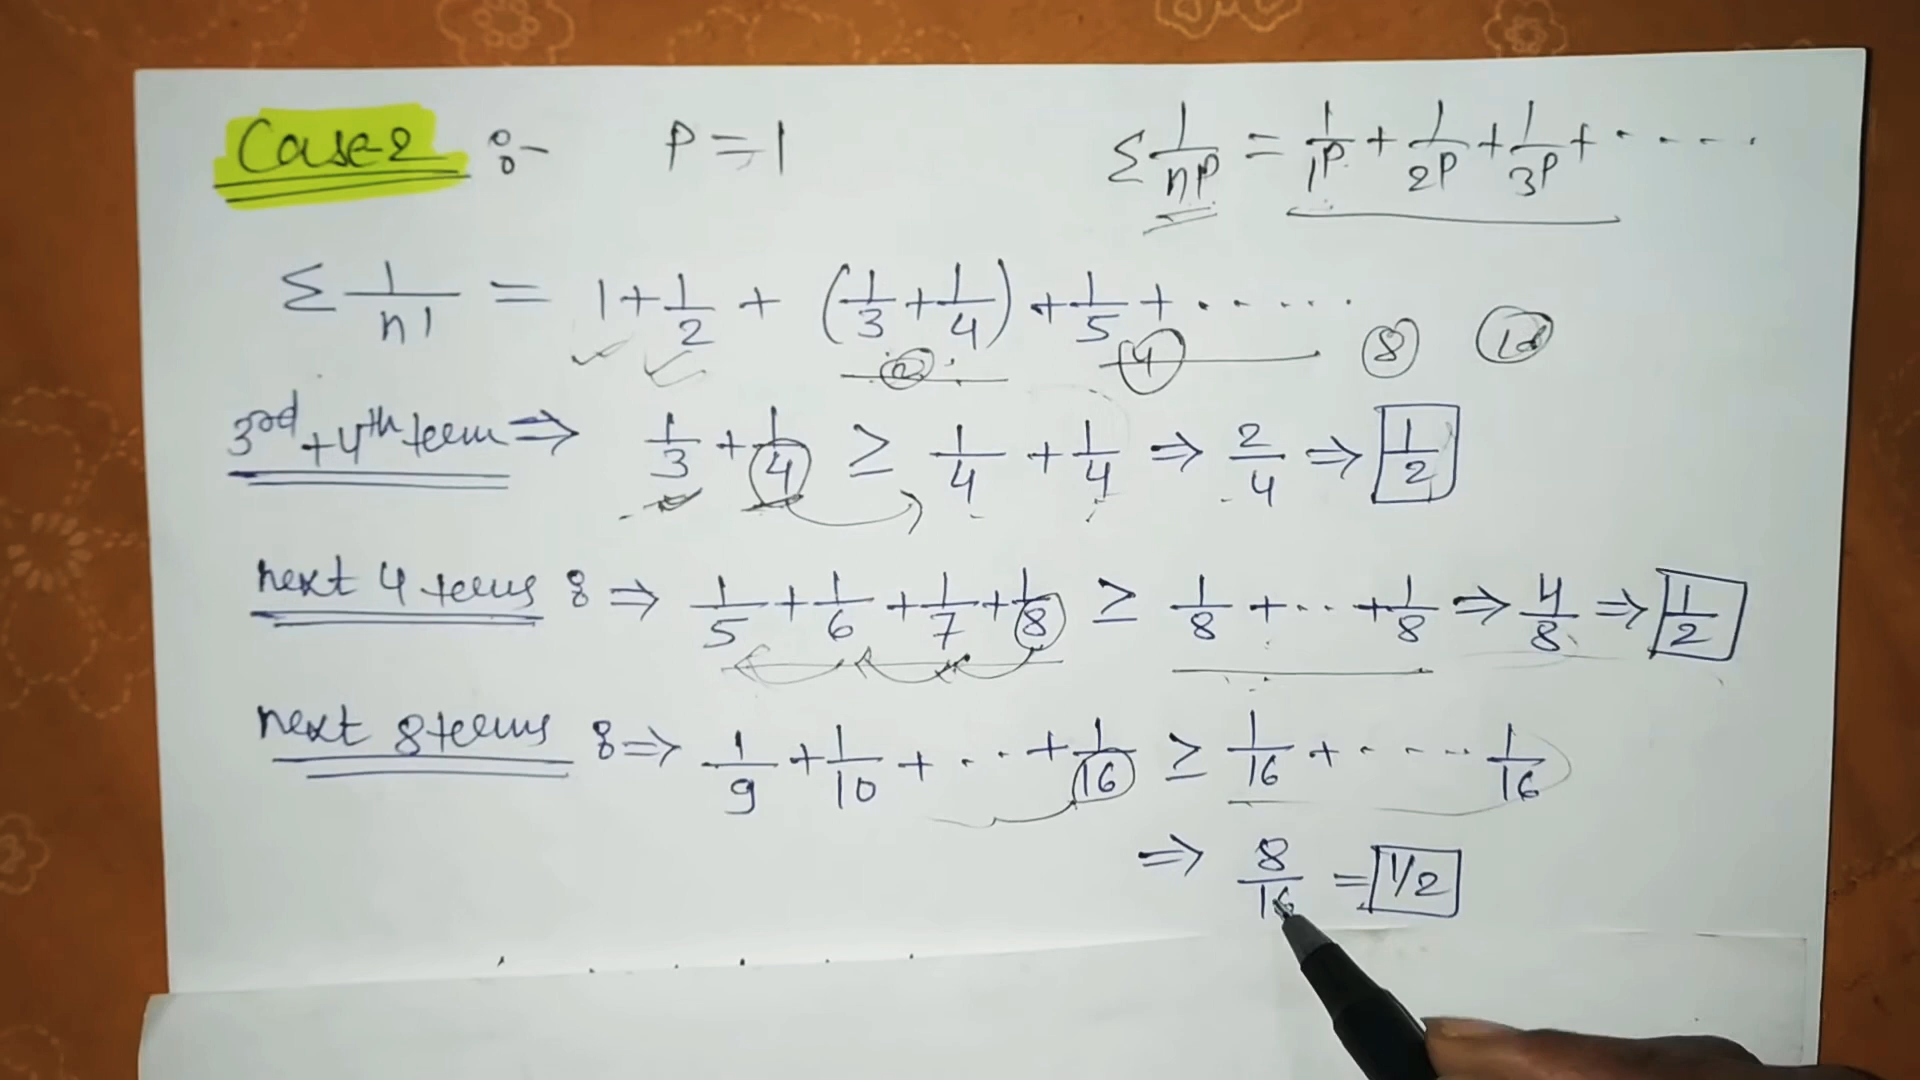 Case 2 :- P = 1 Σ 1/n^p = 1/1^p + 1/2^p + 1/3^p + .....
Σ 1/n^1 = 1 + 1/2 + (1/3 + 1/4) + 1/5 + ......
2 4 8
3rd + 4th term ⇒ 1/3 + 1/4 ≥ 1/4 + 1/4 ⇒ 2/4 ⇒ 1/2
next 4 terms : ⇒ 1/5 + 1/6 + 1/7 + 1/8 ≥ 1/8 + .. + 1/8 ⇒ 4/8 ⇒ 1/2
next 8 terms : ⇒ 1/9 + 1/10 + ... + 1/16 ≥ 1/16 + ..... 1/16
⇒ 8/16 = 1/2